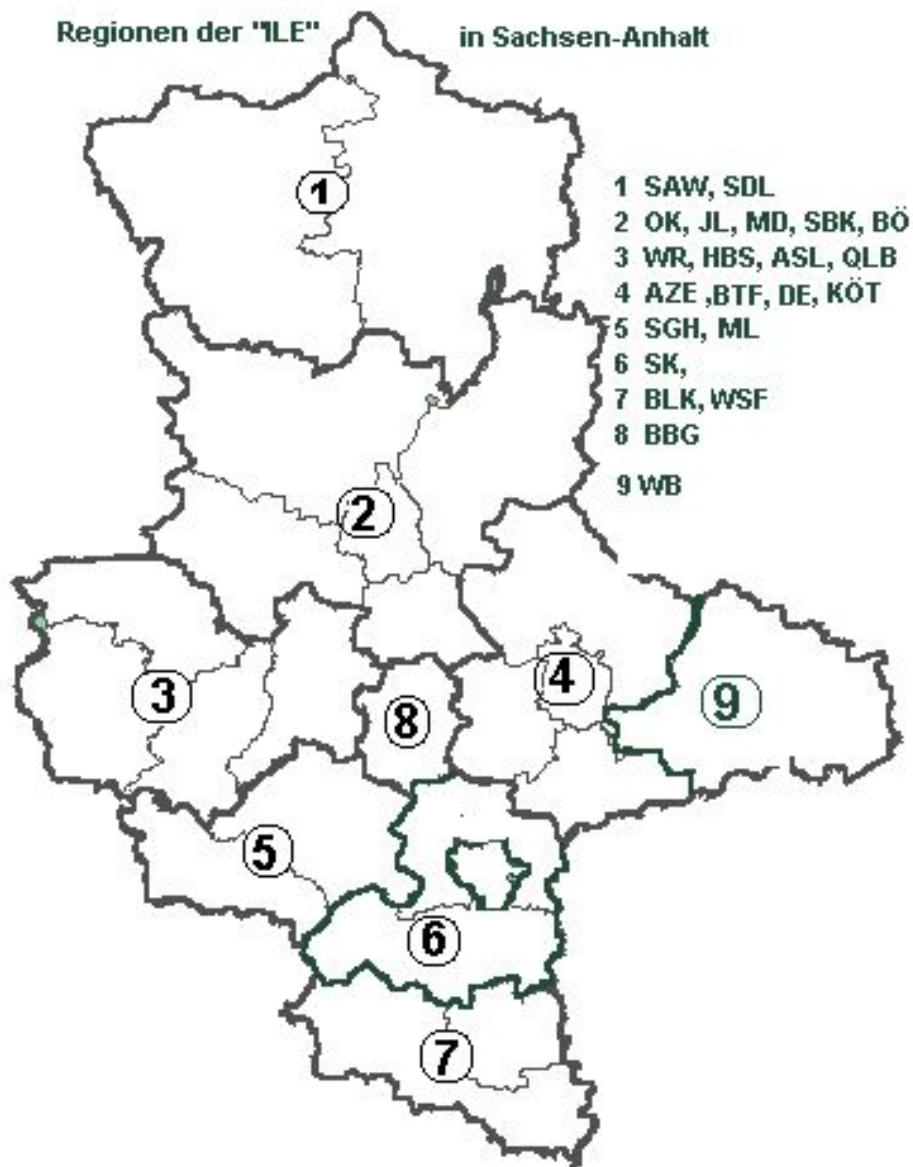 Regionen der "ILE" in Sachsen-Anhalt
1 SAW, SDL
2 OK, JL, MD, SBK, BÖ
3 WR, HBS, ASL, QLB
4 AZE ,BTF, DE, KÖT
5 SGH, ML
6 SK,
7 BLK, WSF
8 BBG
9 WB
1
2
3
4
9
8
5
6
7